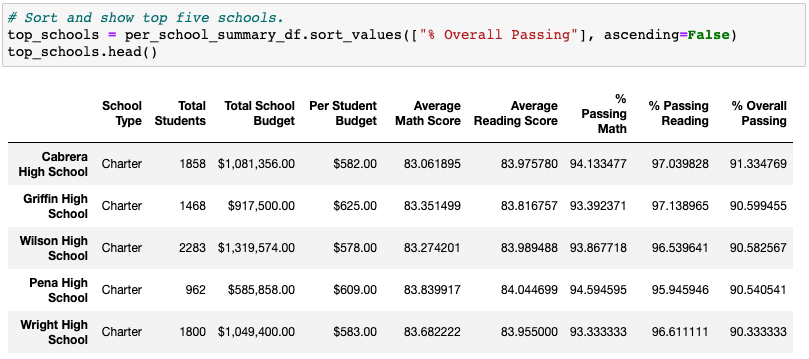 # Sort and show top five schools.
top_schools = per_school_summary_df.sort_values(["% Overall Passing"], ascending=False)
top_schools.head()
School Type Total Students Total School Budget Per Student Budget Average Math Score Average Reading Score % Passing Math % Passing Reading % Overall Passing
Cabrera High School Charter 1858 $1,081,356.00 $582.00 83.061895 83.975780 94.133477 97.039828 91.334769
Griffin High School Charter 1468 $917,500.00 $625.00 83.351499 83.816757 93.392371 97.138965 90.599455
Wilson High School Charter 2283 $1,319,574.00 $578.00 83.274201 83.989488 93.867718 96.539641 90.582567
Pena High School Charter 962 $585,858.00 $609.00 83.839917 84.044699 94.594595 95.945946 90.540541
Wright High School Charter 1800 $1,049,400.00 $583.00 83.682222 83.955000 93.333333 96.611111 90.333333